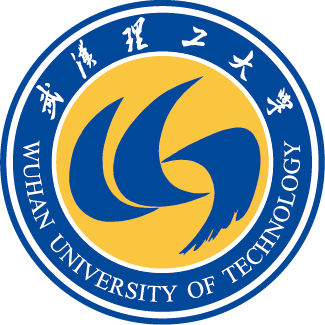 武漢理工大學
WUHAN UNIVERSITY OF TECHNOLOGY